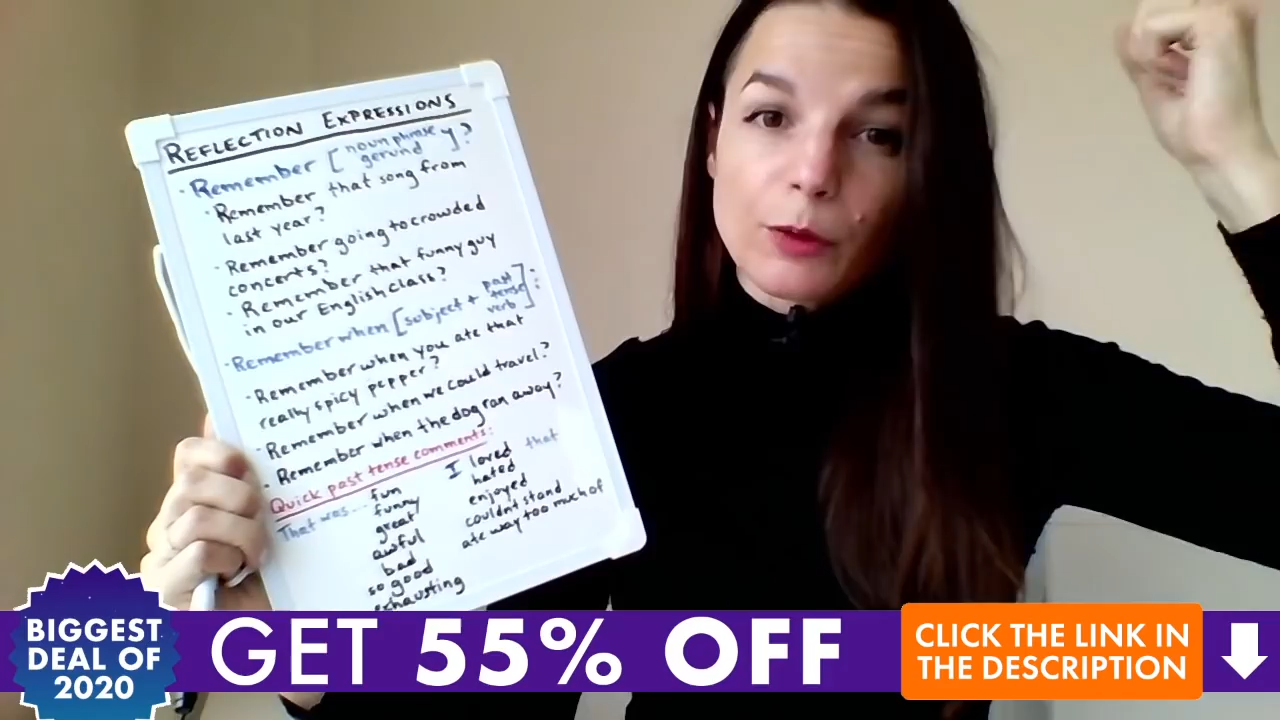 REFLECTION EXPRESSIONS
· Remember [noun phrase gerund y]?
· Remember that song from
last year?
· Remember going to crowded
concerts?
· Remember that funny guy
in our English class?
· Remember when [subject + past tense verb]:
· Remember when you ate that
really spicy pepper?
· Remember when we could travel?
· Remember when the dog ran away?
Quick past tense comments:
That was... fun
funny
great
awful
bad
so good
exhausting
I loved that
hated
enjoyed
couldn't stand
ate way too much of
BIGGEST
DEAL OF
2020
GET 55% OFF
CLICK THE LINK IN
THE DESCRIPTION